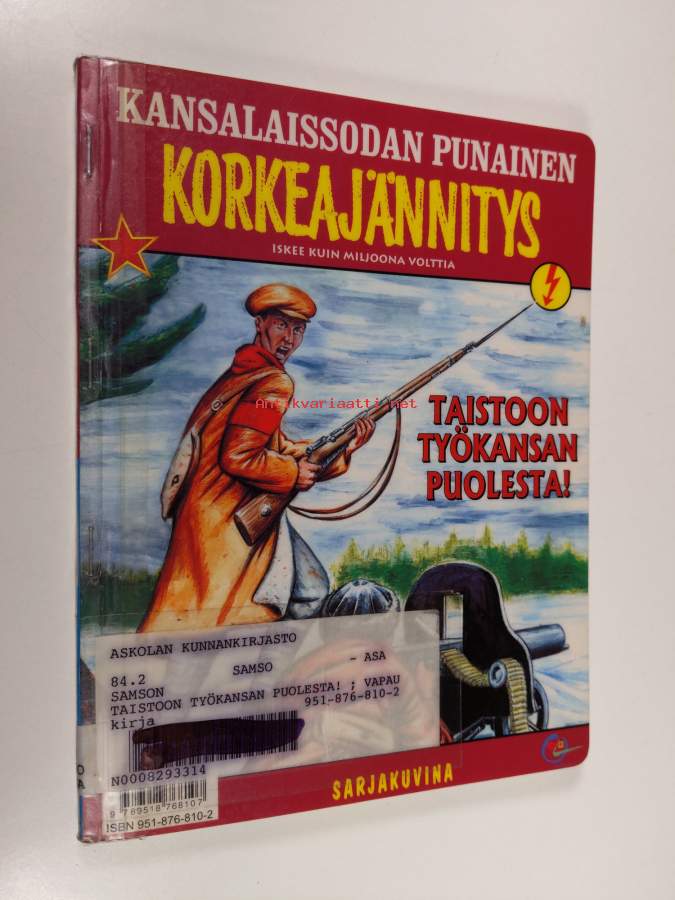 KANSALAISSODAN PUNAINEN
KORKEAJÄNNITYS
ISKEE KUIN MILJOONA VOLTTIA
Antikvariaatti.net
TAISTOON
TYÖKANSAN
PUOLESTA!
ASKOLAN KUNNANKIRJASTO
84.2 SAMSO - ASA
SAMSON
TAISTOON TYÖKANSAN PUOLESTA! ; VAPAU
kirja 951-876-810-2
N0008293314
9 789518 768107
ISBN 951-876-810-2
SARJAKUVINA
O
A